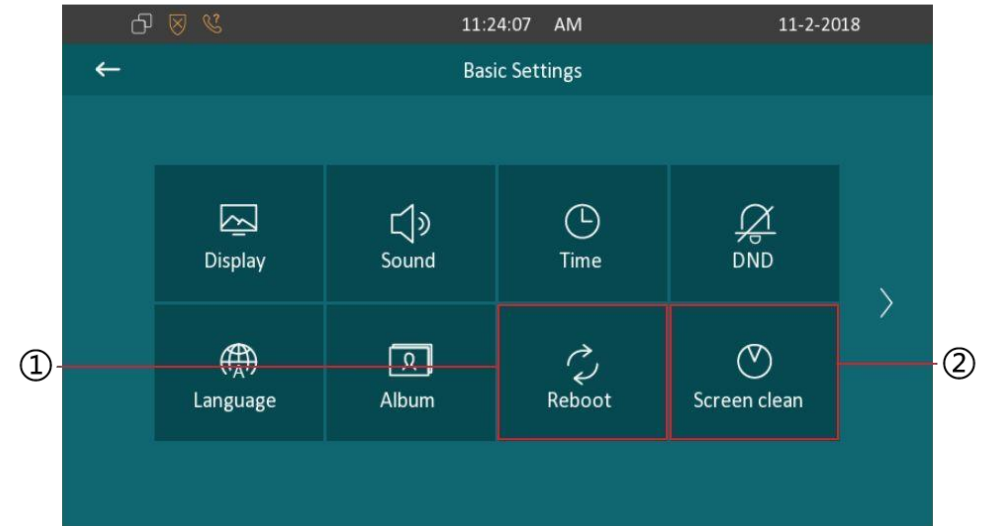 11:24:07 AM 11-2-2018
Basic Settings
Display Sound Time DND
① ②
Language Album Reboot Screen clean